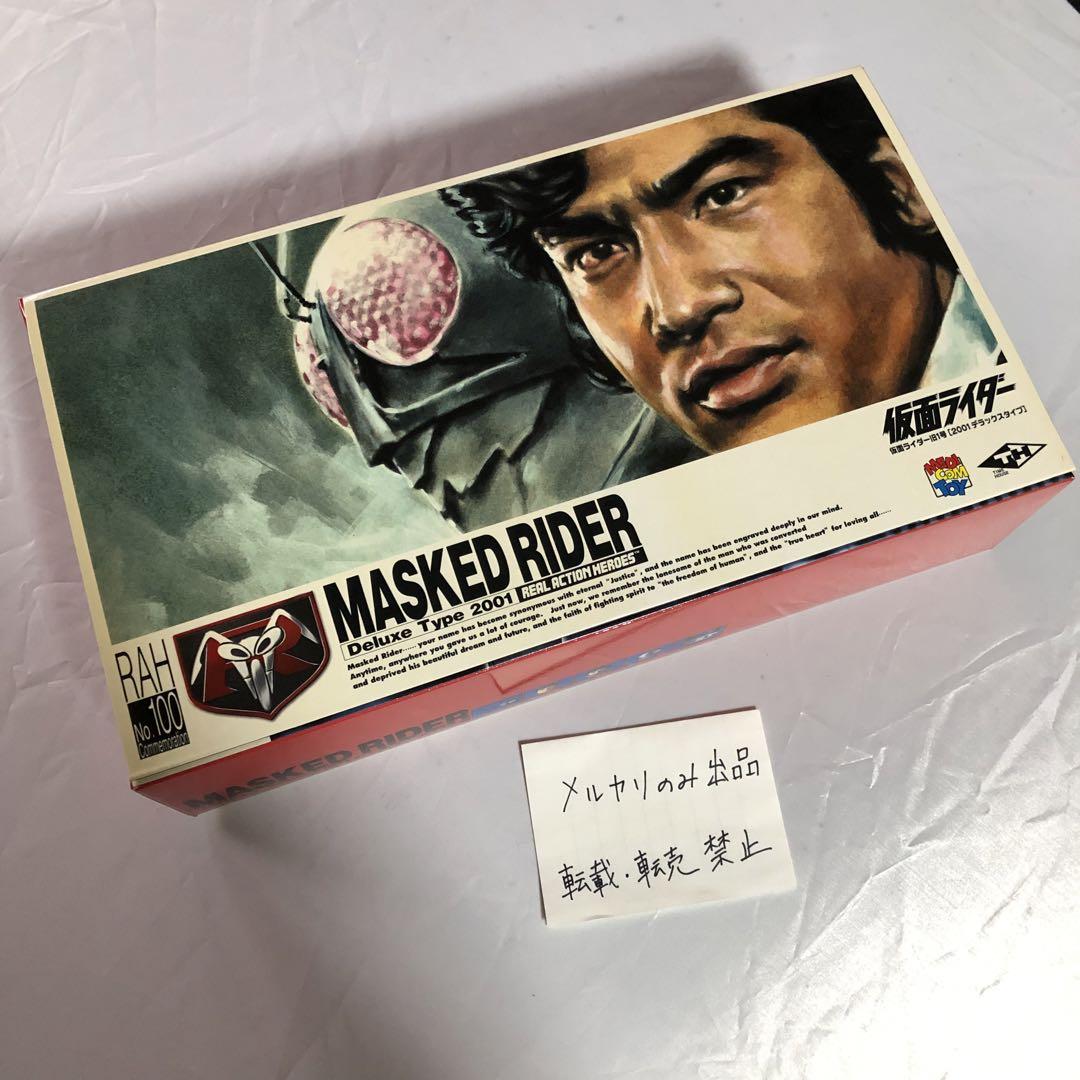 仮面ライダー
仮面ライダー旧1号[2001デラックスタイプ]
MEDI
COM
TOY
TH
TIME
HOUSE
MASKED RIDER
Deluxe Type 2001 REAL ACTION HEROES™
Masked Rider...... your name has become synonymous with eternal "Justice", and the name has been engraved deeply in our mind.
Anytime, anywhere you gave us a lot of courage. Just now, we remember the lonesome of the man who was converted
and deprived his beautiful dream and future, and the faith of fighting spirit to "the freedom of human", and the "true heart" for loving all......
RAH
No.100
Commemoration
MASKED RIDER
メルカリのみ出品
転載・転売禁止